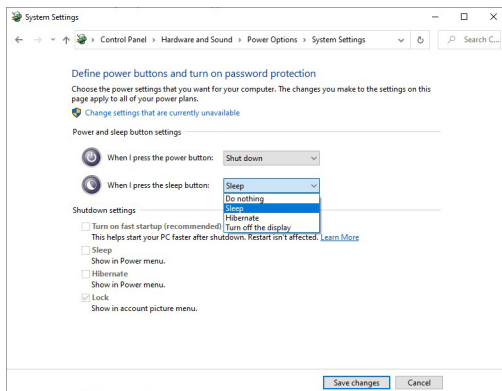 System Settings
Control Panel > Hardware and Sound > Power Options > System Settings
Search C...
Define power buttons and turn on password protection
Choose the power settings that you want for your computer. The changes you make to the settings on this
page apply to all of your power plans.
Change settings that are currently unavailable
Power and sleep button settings
When I press the power button: Shut down
When I press the sleep button: Sleep
Do nothing
Sleep
Hibernate
Turn off the display
Shutdown settings
Turn on fast startup (recommended)
This helps start your PC faster after shutdown. Restart isn't affected. Learn More
Sleep
Show in Power menu.
Hibernate
Show in Power menu.
Lock
Show in account picture menu.
Save changes Cancel